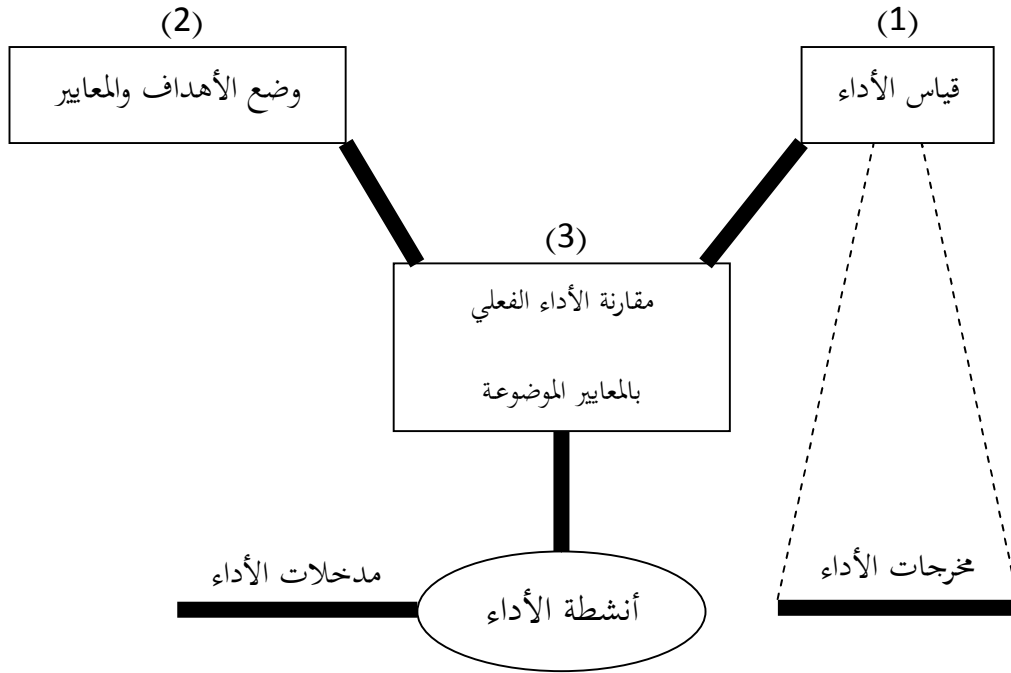 (1)
قياس الأداء
(2)
وضع الأهداف والمعايير
(3)
مقارنة الأداء الفعلي
بالمعايير الموضوعة
مخرجات الأداء
أنشطة الأداء
مدخلات الأداء